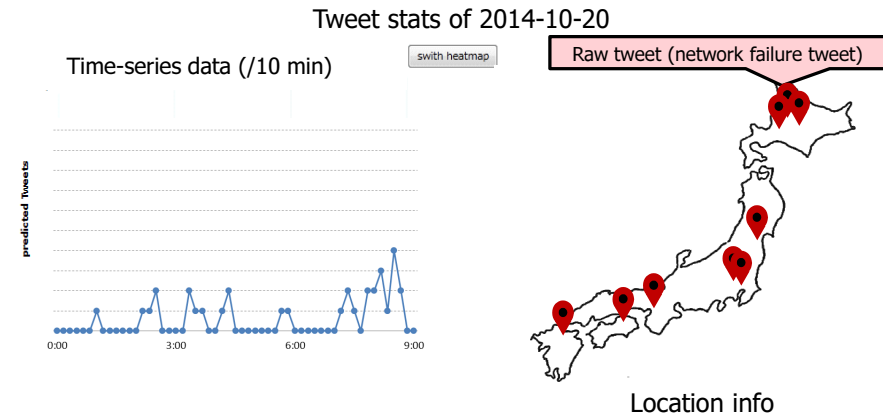 Tweet stats of 2014-10-20
Time-series data (/10 min)
swith heatmap
Raw tweet (network failure tweet)
predicted Tweets
0:00
3:00
6:00
9:00
Location info